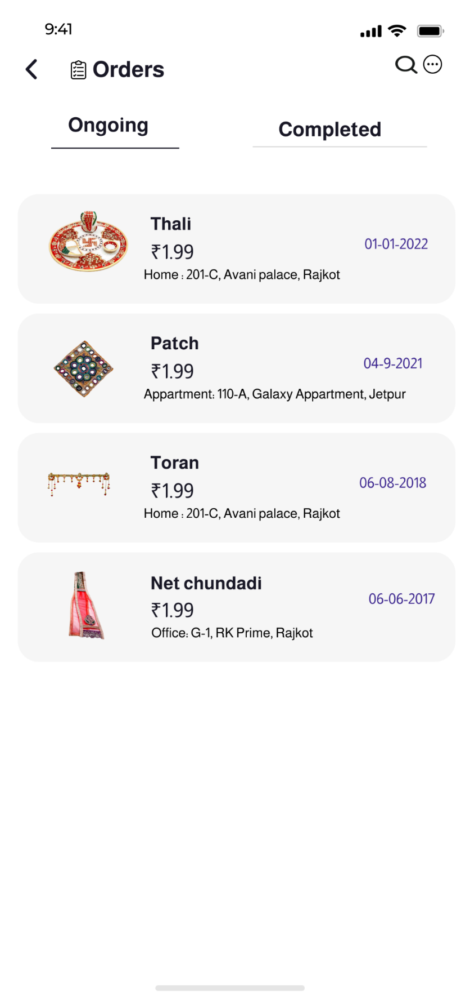 9:41
Orders
Ongoing
Completed
Thali
₹1.99
01-01-2022
Home : 201-C, Avani palace, Rajkot
Patch
₹1.99
04-9-2021
Appartment: 110-A, Galaxy Appartment, Jetpur
Toran
₹1.99
06-08-2018
Home : 201-C, Avani palace, Rajkot
Net chundadi
₹1.99
06-06-2017
Office: G-1, RK Prime, Rajkot